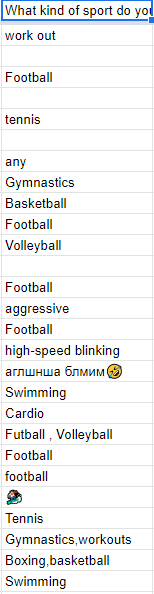 What kind of sport do you
work out
Football
tennis
any
Gymnastics
Basketball
Football
Volleyball
Football
aggressive
Football
high-speed blinking
аглшнша блмим🤣
Swimming
Cardio
Futball , Volleyball
Football
football
Tennis
Gymnastics,workouts
Boxing,basketball
Swimming